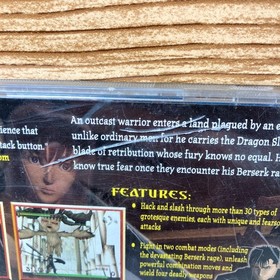 An outcast warrior enters a land plagued by an e
ience that
unlike ordinary men for he carries the Dragon Sl
ack button."
blade of retribution whose fury knows no equal. H
om
know true fear once they encounter his Berserk ra
FEATURES:
• Hack and slash through more than 30 types of
grotesque enemies, each with unique and fearso
attacks
• Fight in two combat modes (including
the devastating Berserk rage), unleash
powerful combination moves and
wield four deadly weapons